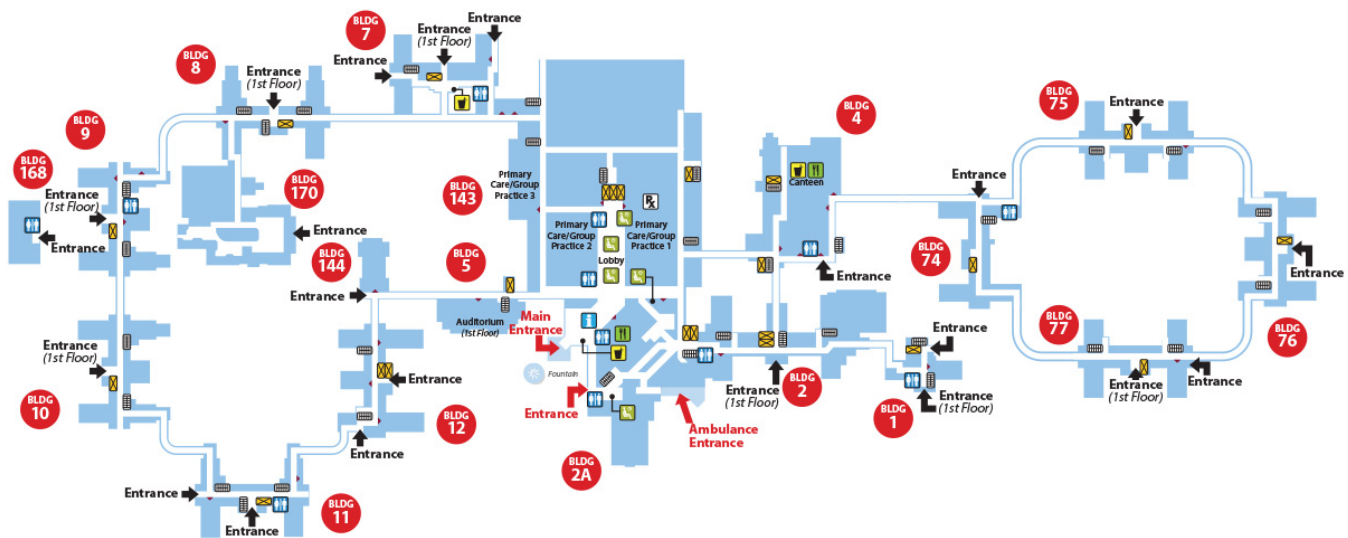 BLDG
7
Entrance
(1st Floor)
Entrance
Entrance
BLDG
8
Entrance
(1st Floor)
BLDG
9
BLDG
168
Entrance
(1st Floor)
Entrance
BLDG
170
Entrance
BLDG
144
Entrance
BLDG
143
Primary
Care/Group
Practice 3
BLDG
5
Auditorium
(1st Floor)
Primary
Care/Group
Practice 2
Primary
Care/Group
Practice 1
Lobby
Rx
BLDG
4
Canteen
Entrance
BLDG
75
Entrance
Entrance
BLDG
74
Entrance
BLDG
76
BLDG
77
Entrance
(1st Floor)
Entrance
Main
Entrance
i
Fountain
Entrance
BLDG
2A
Ambulance
Entrance
Entrance
(1st Floor)
BLDG
2
Entrance
BLDG
1
Entrance
(1st Floor)
Entrance
(1st Floor)
BLDG
10
Entrance
BLDG
12
Entrance
Entrance
BLDG
11
Entrance